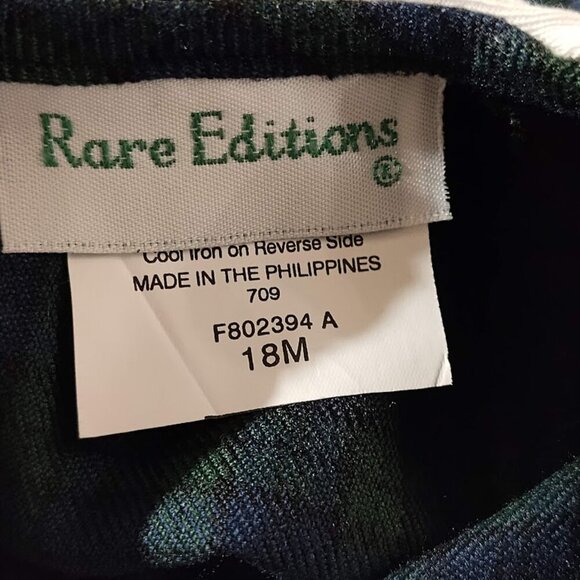 Rare Editions
®
Cool Iron on Reverse Side
MADE IN THE PHILIPPINES
709
F802394 A
18M